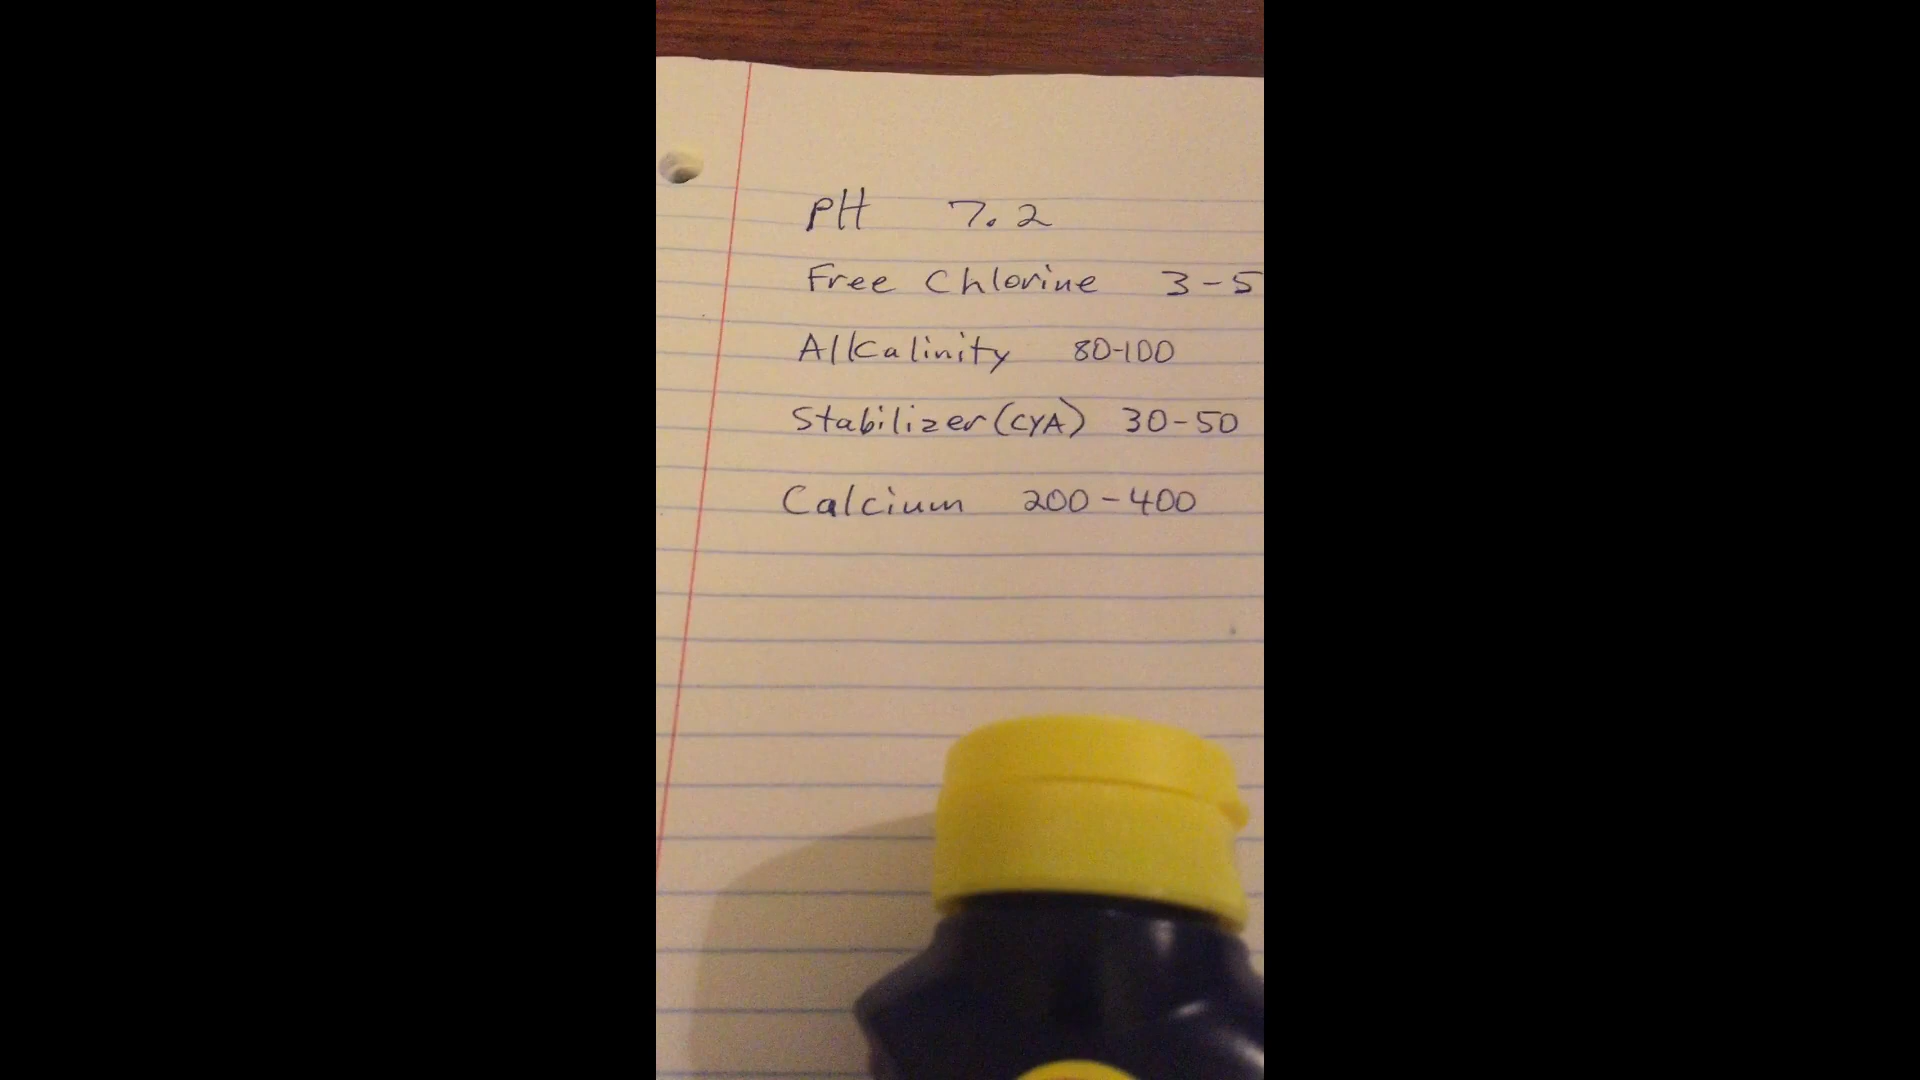 PH 7.2
Free Chlorine 3-5
Alkalinity 80-100
Stabilizer (CYA) 30-50
Calcium 200-400